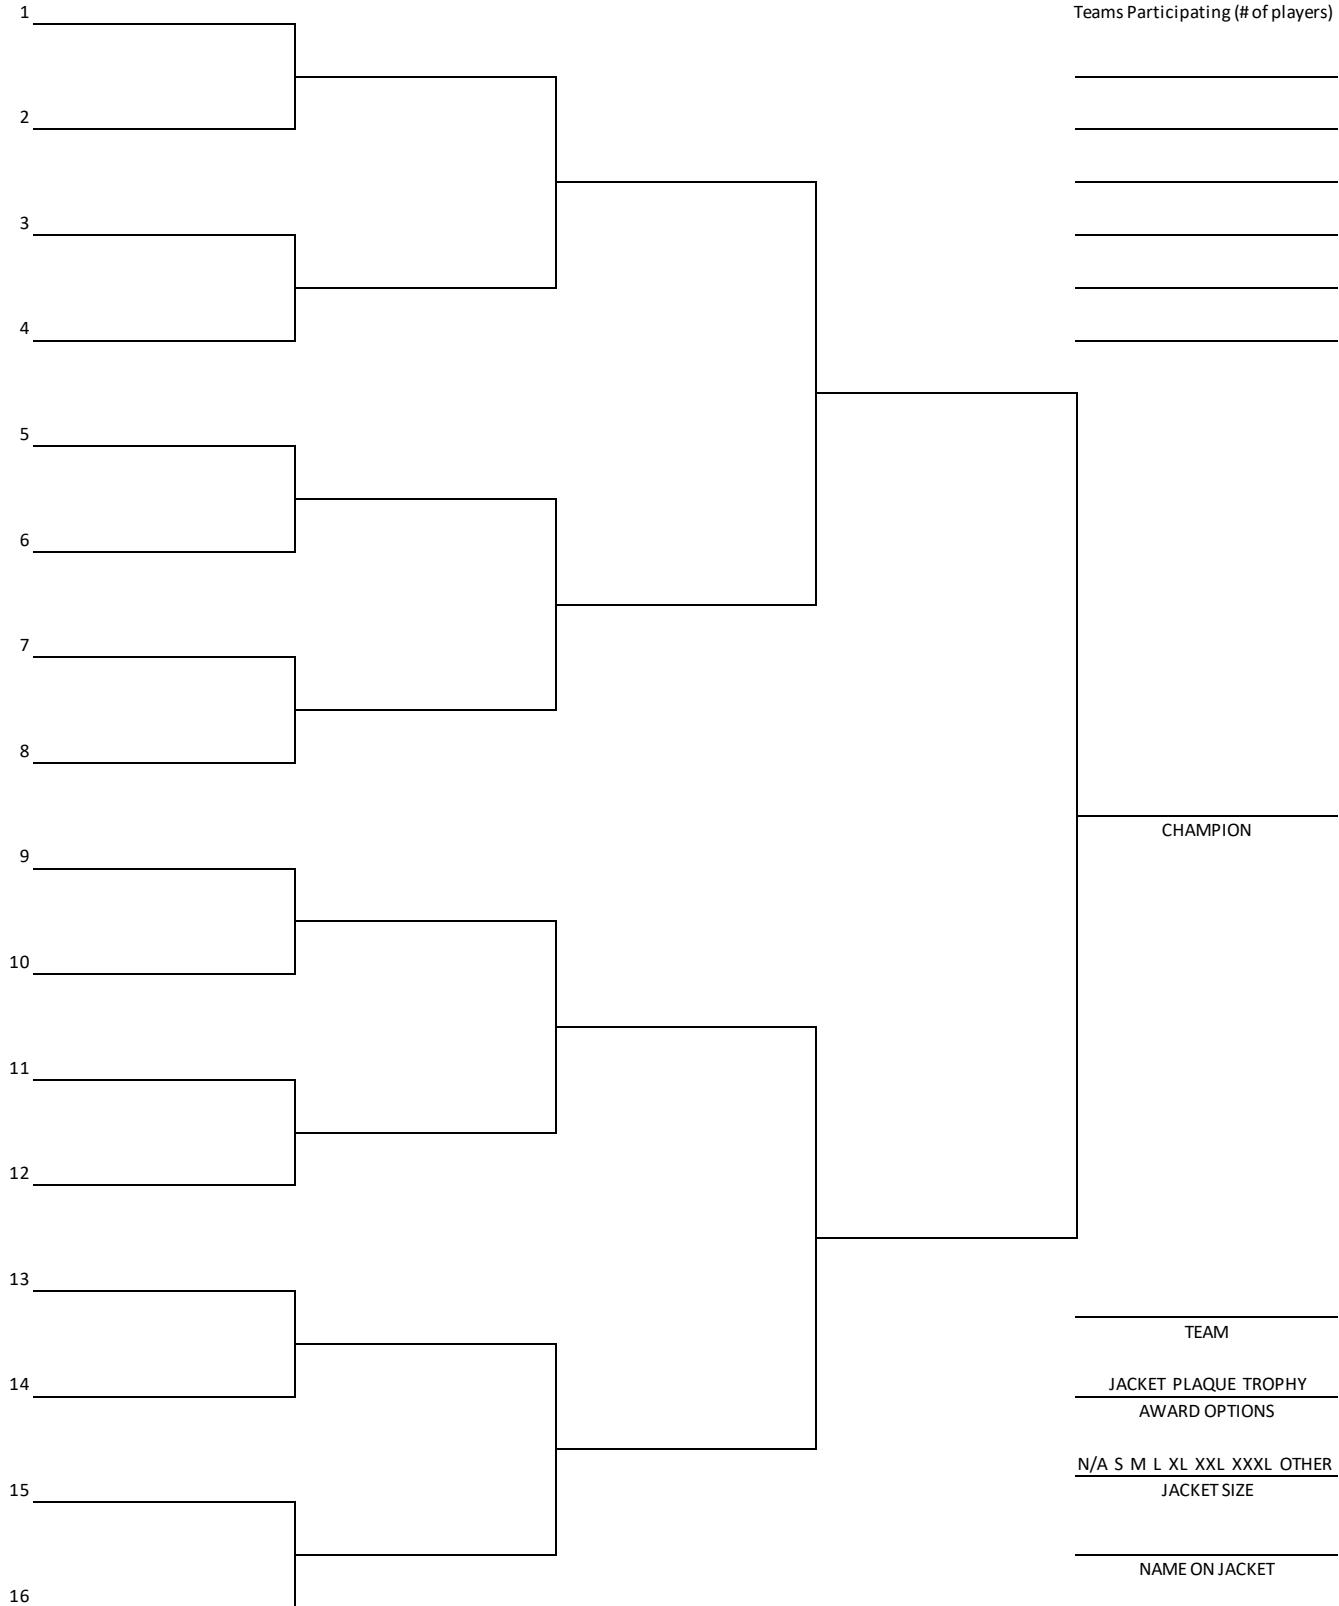 1
Teams Participating (# of players)
2
3
4
5
6
7
8
CHAMPION
9
10
11
12
13
TEAM
14
JACKET PLAQUE TROPHY
AWARD OPTIONS
N/A S M L XL XXL XXXL OTHER
15
JACKET SIZE
NAME ON JACKET
16